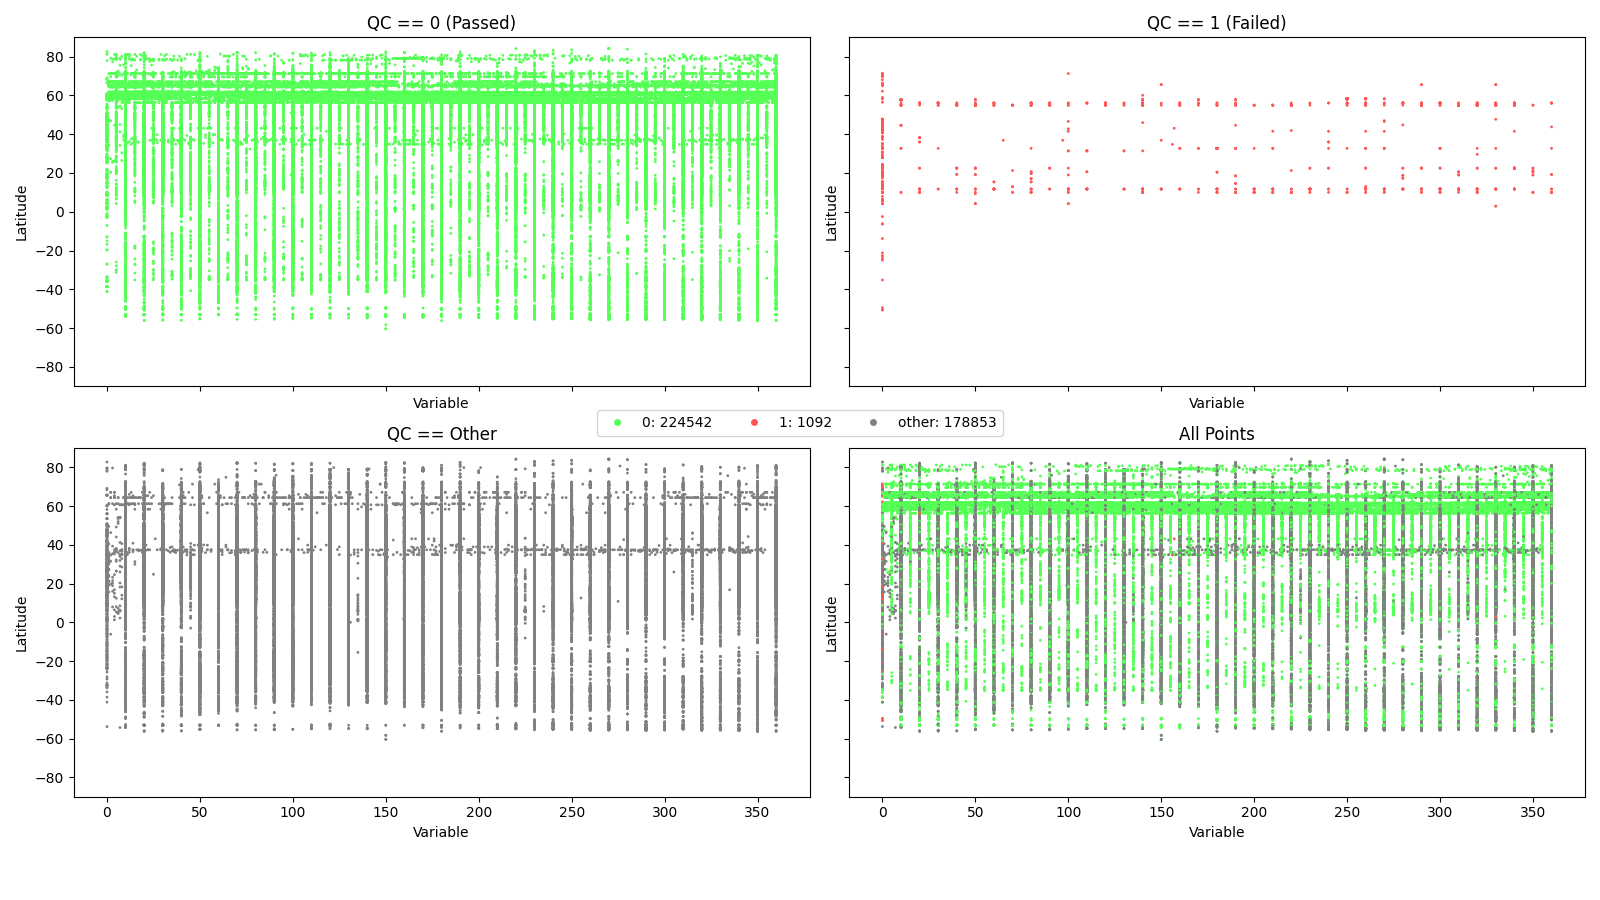 QC == 0 (Passed)
QC == 1 (Failed)
80
60
40
20
0
−20
−40
−60
−80
Latitude
Latitude
Variable
Variable
0: 224542
1: 1092
other: 178853
QC == Other
All Points
80
60
40
20
0
−20
−40
−60
−80
Latitude
Latitude
0 50 100 150 200 250 300 350
0 50 100 150 200 250 300 350
Variable
Variable